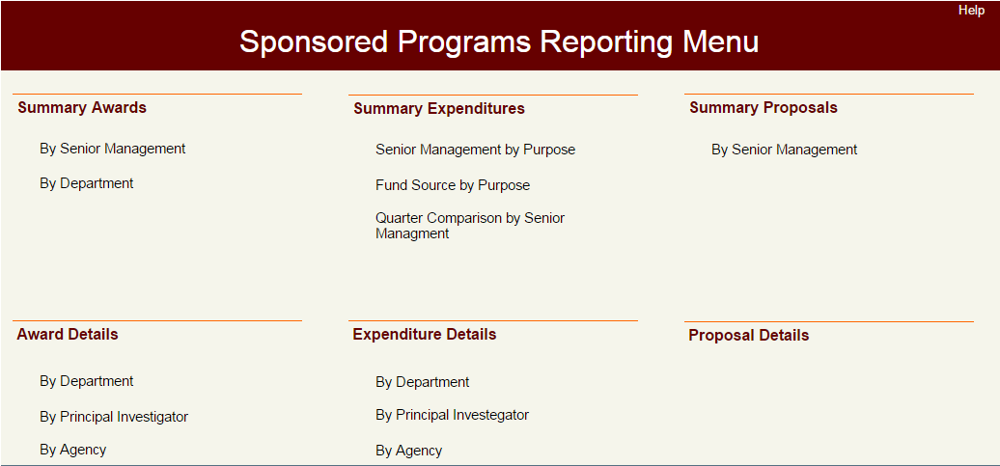 Help
Sponsored Programs Reporting Menu
Summary Awards
By Senior Management
By Department
Summary Expenditures
Senior Management by Purpose
Fund Source by Purpose
Quarter Comparison by Senior
Managment
Summary Proposals
By Senior Management
Award Details
By Department
By Principal Investigator
By Agency
Expenditure Details
By Department
By Principal Investegator
By Agency
Proposal Details